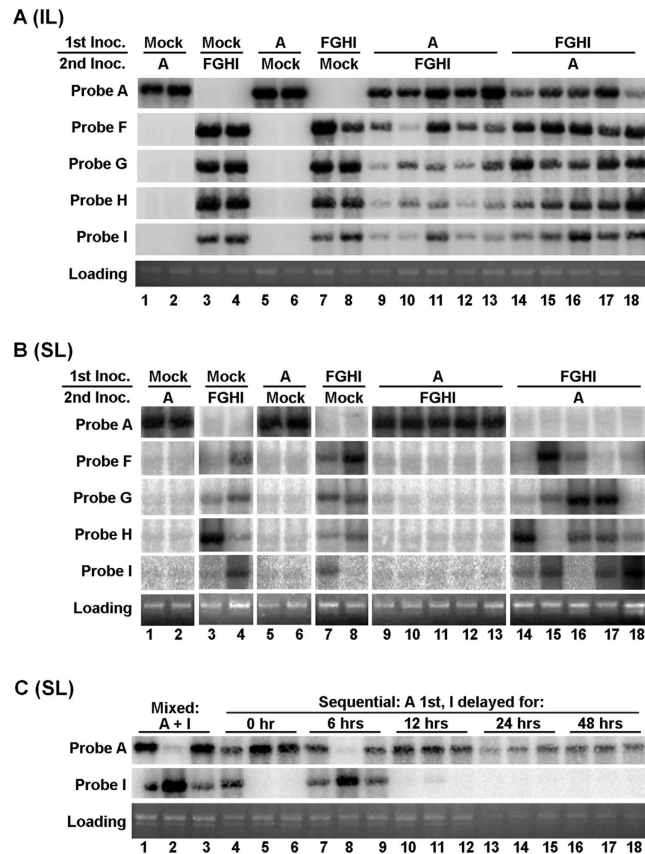 A (IL)
1st Inoc. Mock Mock A FGHI A FGHI
2nd Inoc. A FGHI Mock Mock FGHI A
Probe A
Probe F
Probe G
Probe H
Probe I
Loading
1 2 3 4 5 6 7 8 9 10 11 12 13 14 15 16 17 18
B (SL)
1st Inoc. Mock Mock A FGHI A FGHI
2nd Inoc. A FGHI Mock Mock FGHI A
Probe A
Probe F
Probe G
Probe H
Probe I
Loading
1 2 3 4 5 6 7 8 9 10 11 12 13 14 15 16 17 18
C (SL)
Mixed: Sequential: A 1st, I delayed for:
A + I 0 hr 6 hrs 12 hrs 24 hrs 48 hrs
Probe A
Probe I
Loading
1 2 3 4 5 6 7 8 9 10 11 12 13 14 15 16 17 18